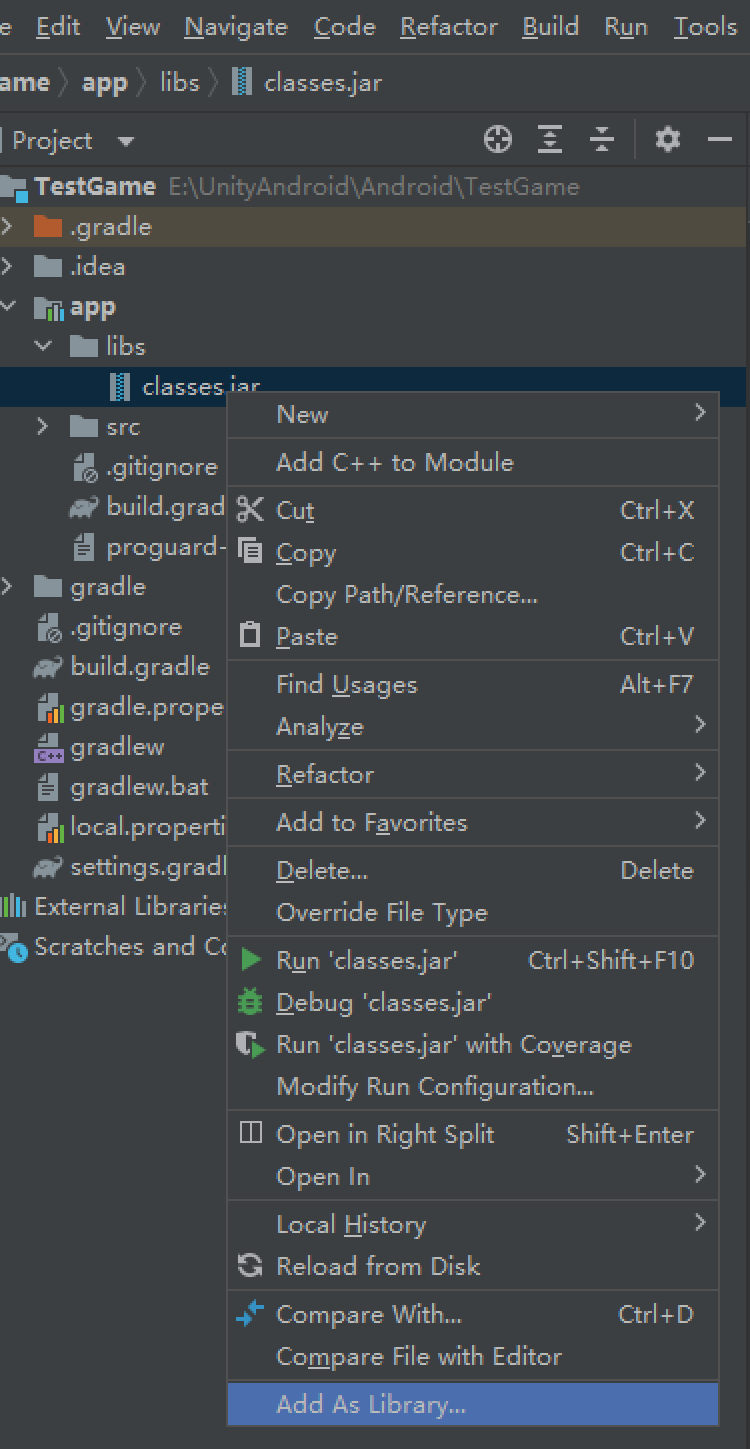 e Edit View Navigate Code Refactor Build Run Tools
ame app libs classes.jar
Project
TestGame E:\UnityAndroid\Android\TestGame
.gradle
.idea
app
libs
classes.jar
src
.gitignore
build.grad
proguard-
gradle
.gitignore
build.gradle
gradle.prope
gradlew
C++
gradlew.bat
local.properti
settings.gradl
External Libraries
Scratches and Co
New
Add C++ to Module
Cut Ctrl+X
Copy Ctrl+C
Copy Path/Reference...
Paste Ctrl+V
Find Usages Alt+F7
Analyze
Refactor
Add to Favorites
Delete... Delete
Override File Type
Run 'classes.jar' Ctrl+Shift+F10
Debug 'classes.jar'
Run 'classes.jar' with Coverage
Modify Run Configuration...
Open in Right Split Shift+Enter
Open In
Local History
Reload from Disk
Compare With... Ctrl+D
Compare File with Editor
Add As Library...